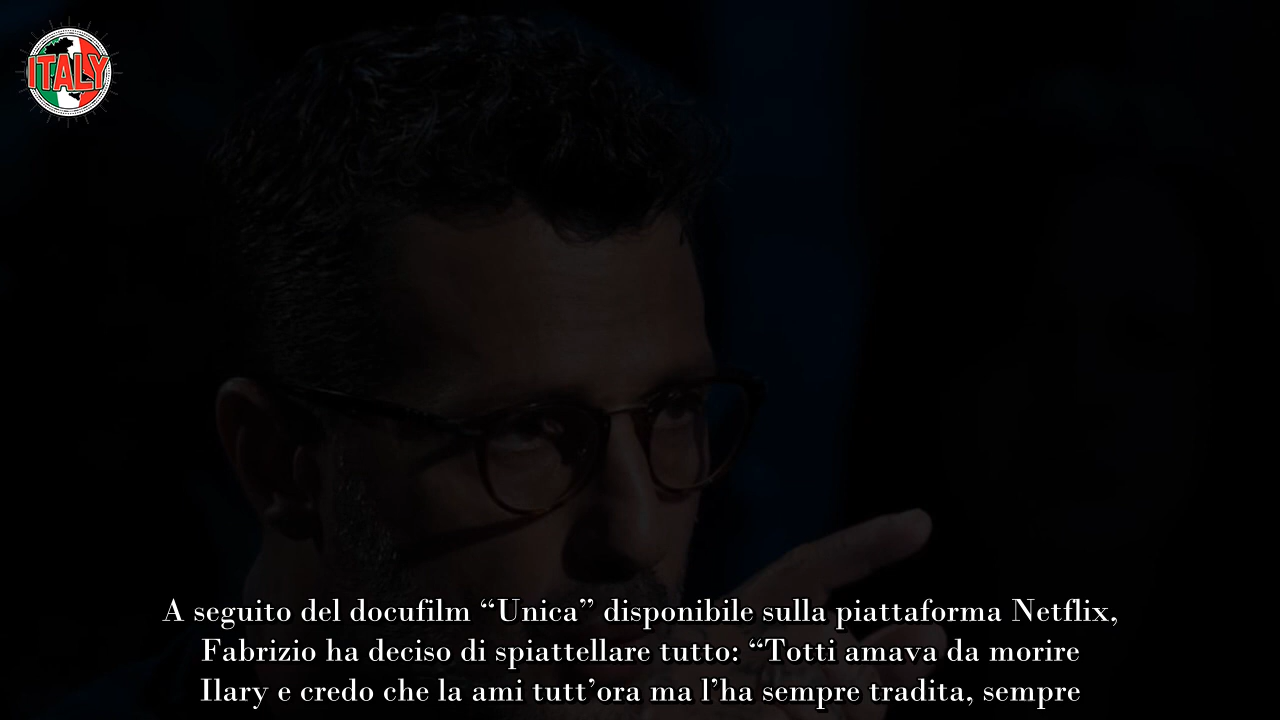 ITALY
A seguito del docufilm “Unica” disponibile sulla piattaforma Netflix,
Fabrizio ha deciso di spiattellare tutto: “Totti amava da morire
Ilary e credo che la ami tutt’ora ma l’ha sempre tradita, sempre